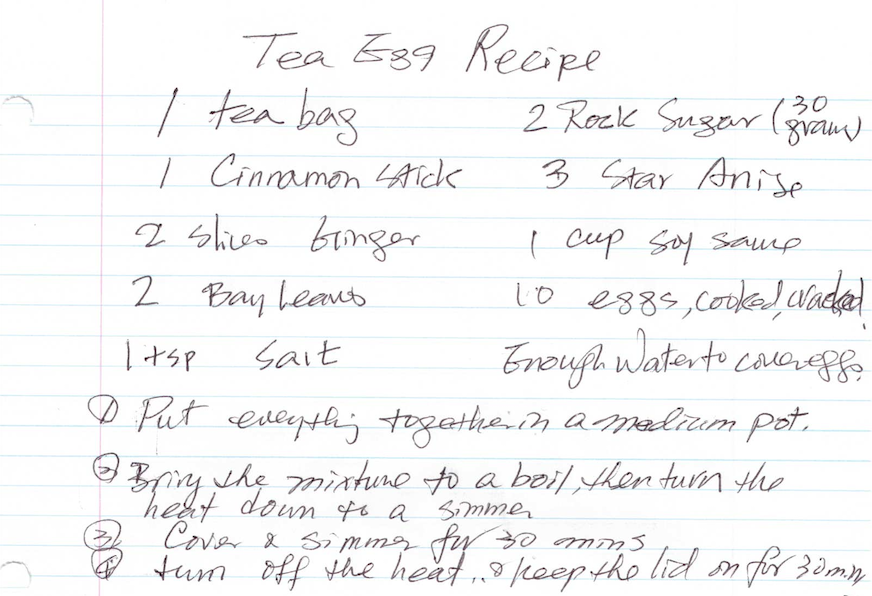 Tea Egg Recipe
1 tea bag 2 Rock Sugar (30 gram)
1 Cinnamon stick 3 Star Anise
2 slices Ginger 1 cup soy sauce
2 Bay Leaves 10 eggs, cooked, cracked
1 tsp Salt Enough Water to cover eggs
① Put everything together in a medium pot.
② Bring the mixture to a boil, then turn the
heat down to a simmer
③ Cover & simmer for 30 mins
④ turn off the heat.. & keep the lid on for 30min